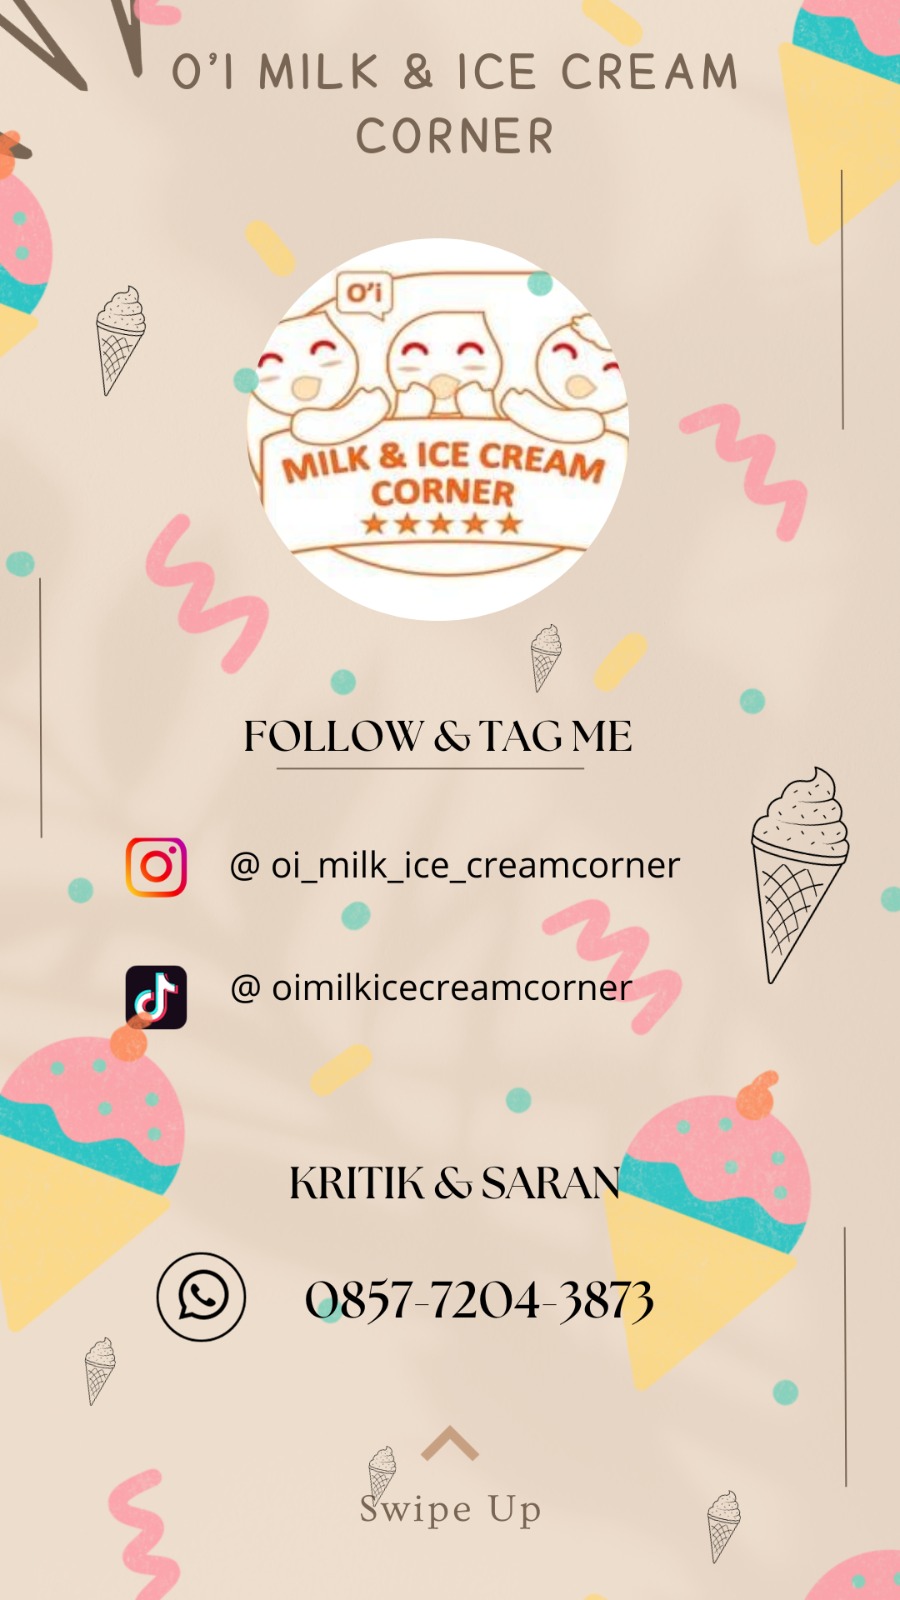 O'I MILK & ICE CREAM
CORNER
O'i
MILK & ICE CREAM
CORNER
FOLLOW & TAG ME
@ oi_milk_ice_creamcorner
@ oimilkicecreamcorner
KRITIK & SARAN
0857-7204-3873
Swipe Up